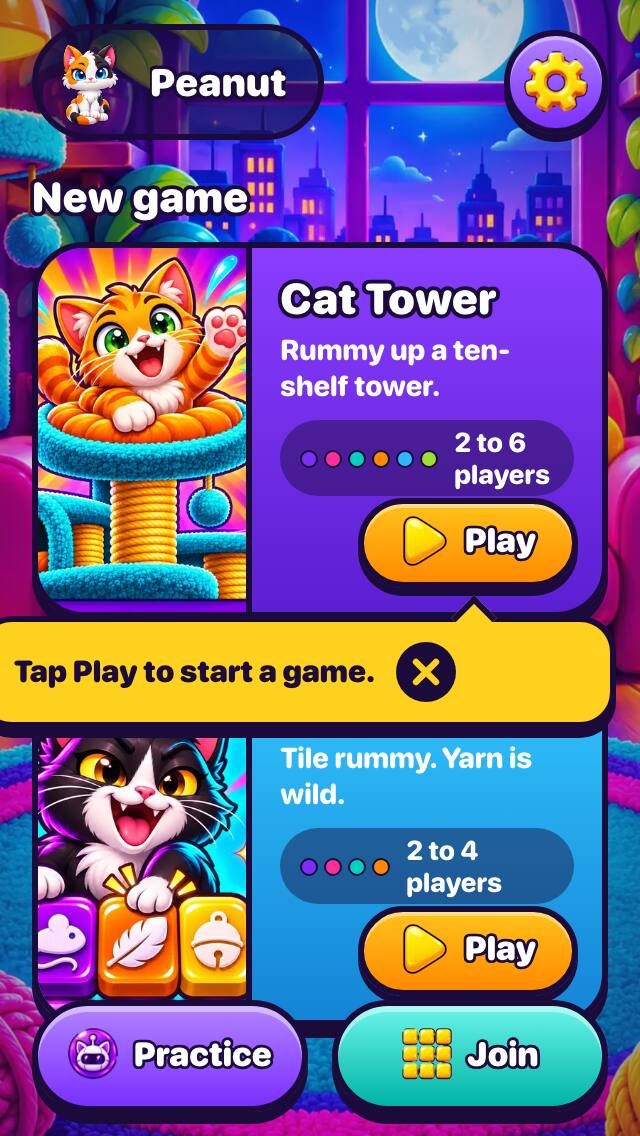 Peanut
New game
Cat Tower
Rummy up a ten-
shelf tower.
2 to 6
players
Play
Tap Play to start a game.
Tile rummy. Yarn is
wild.
2 to 4
players
Play
Practice
Join